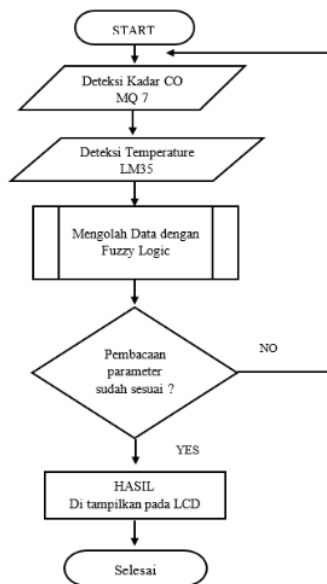 START
Deteksi Kadar CO
MQ 7
Deteksi Temperature
LM35
Mengolah Data dengan
Fuzzy Logic
Pembacaan
parameter
sudah sesuai ?
NO
YES
HASIL
Di tampilkan pada LCD
Selesai